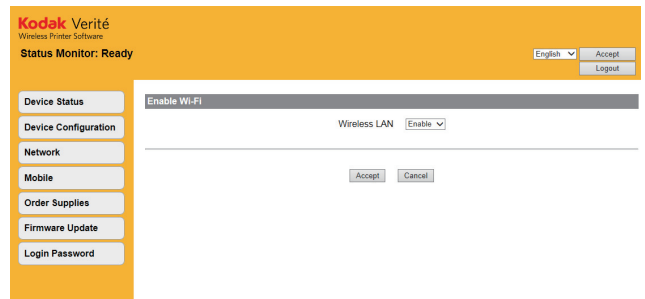 Kodak Verité
Wireless Printer Software
Status Monitor: Ready
English
Accept
Logout
Device Status
Device Configuration
Network
Mobile
Order Supplies
Firmware Update
Login Password
Enable Wi-Fi
Wireless LAN Enable
Accept Cancel